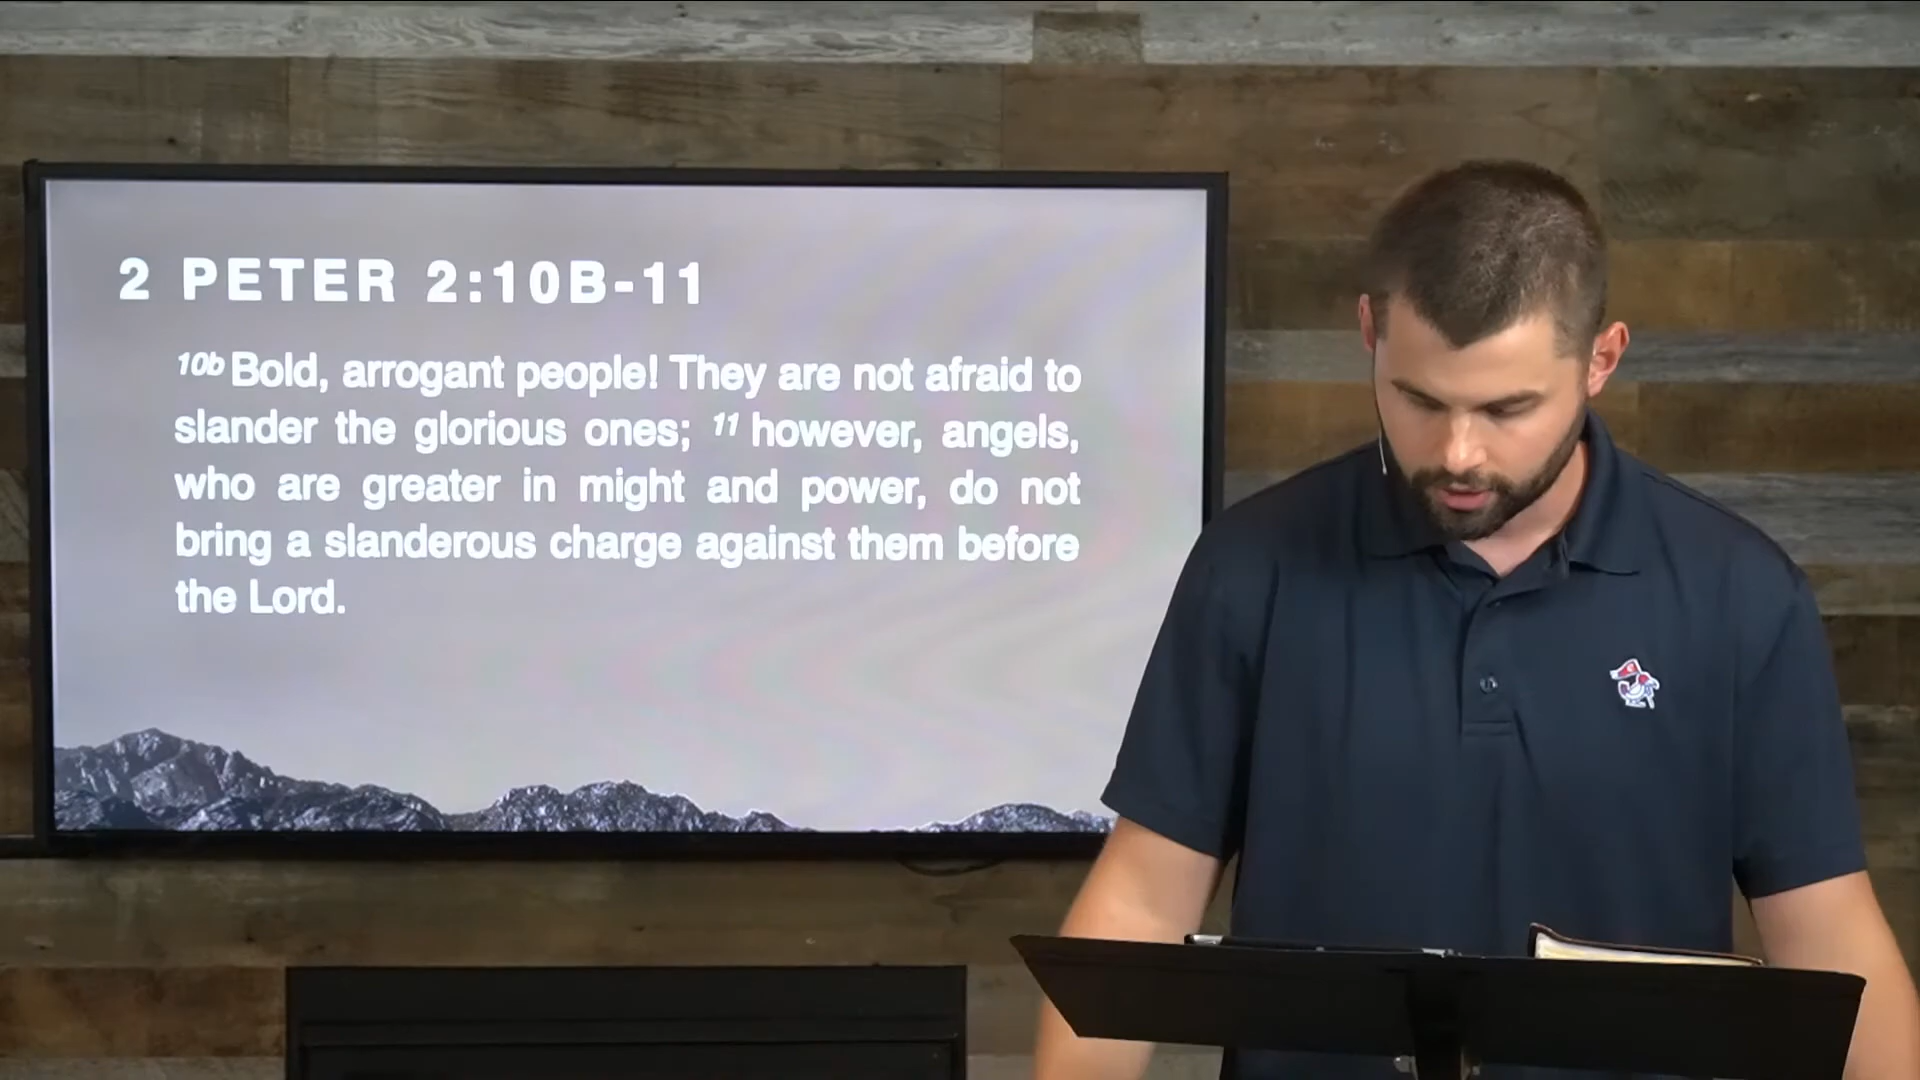 2 PETER 2:10B-11
10b Bold, arrogant people! They are not afraid to
slander the glorious ones; 11 however, angels,
who are greater in might and power, do not
bring a slanderous charge against them before
the Lord.